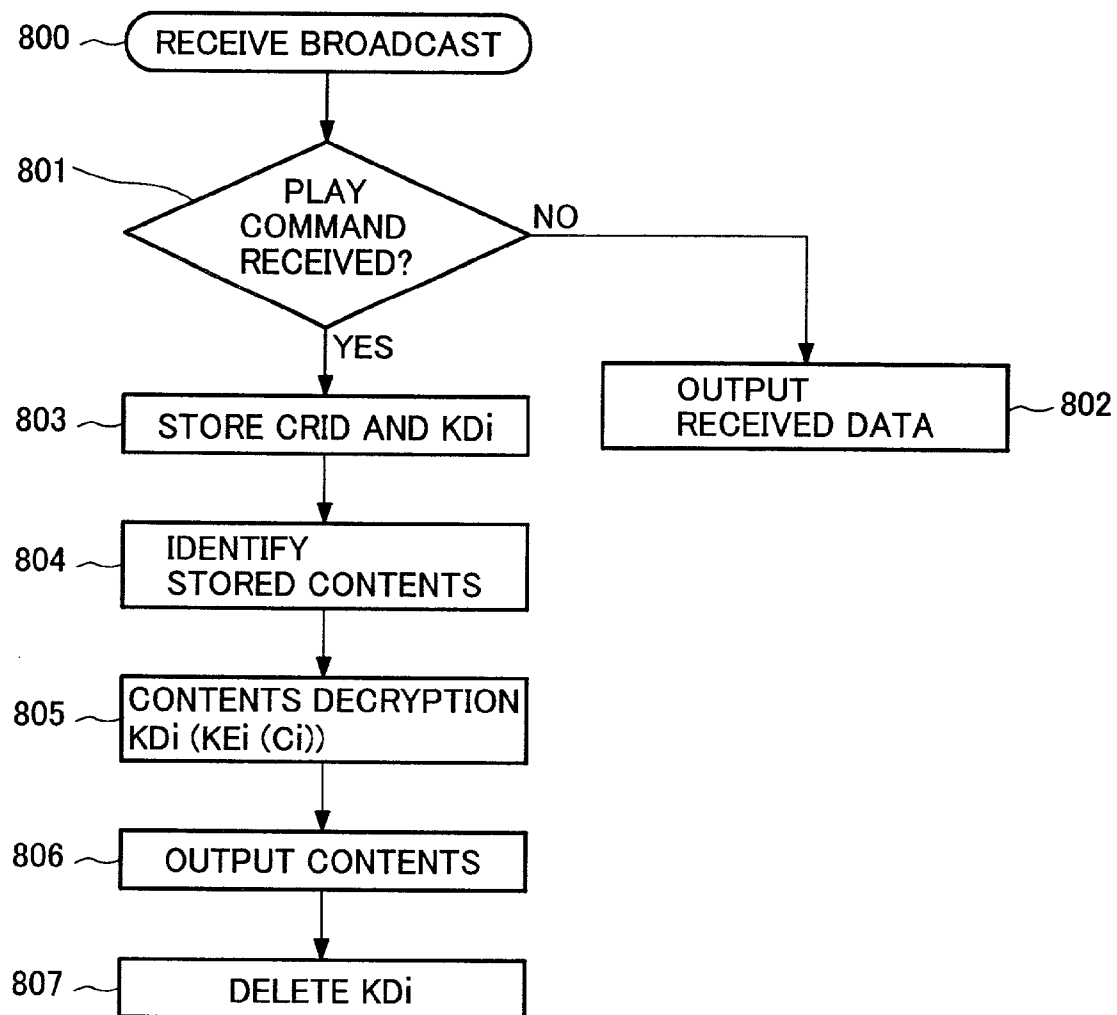 800
RECEIVE BROADCAST
801
PLAY
COMMAND
RECEIVED?
NO
YES
803
STORE CRID AND KDi
OUTPUT
RECEIVED DATA
802
804
IDENTIFY
STORED CONTENTS
805
CONTENTS DECRYPTION
KDi (KEi (Ci))
806
OUTPUT CONTENTS
807
DELETE KDi